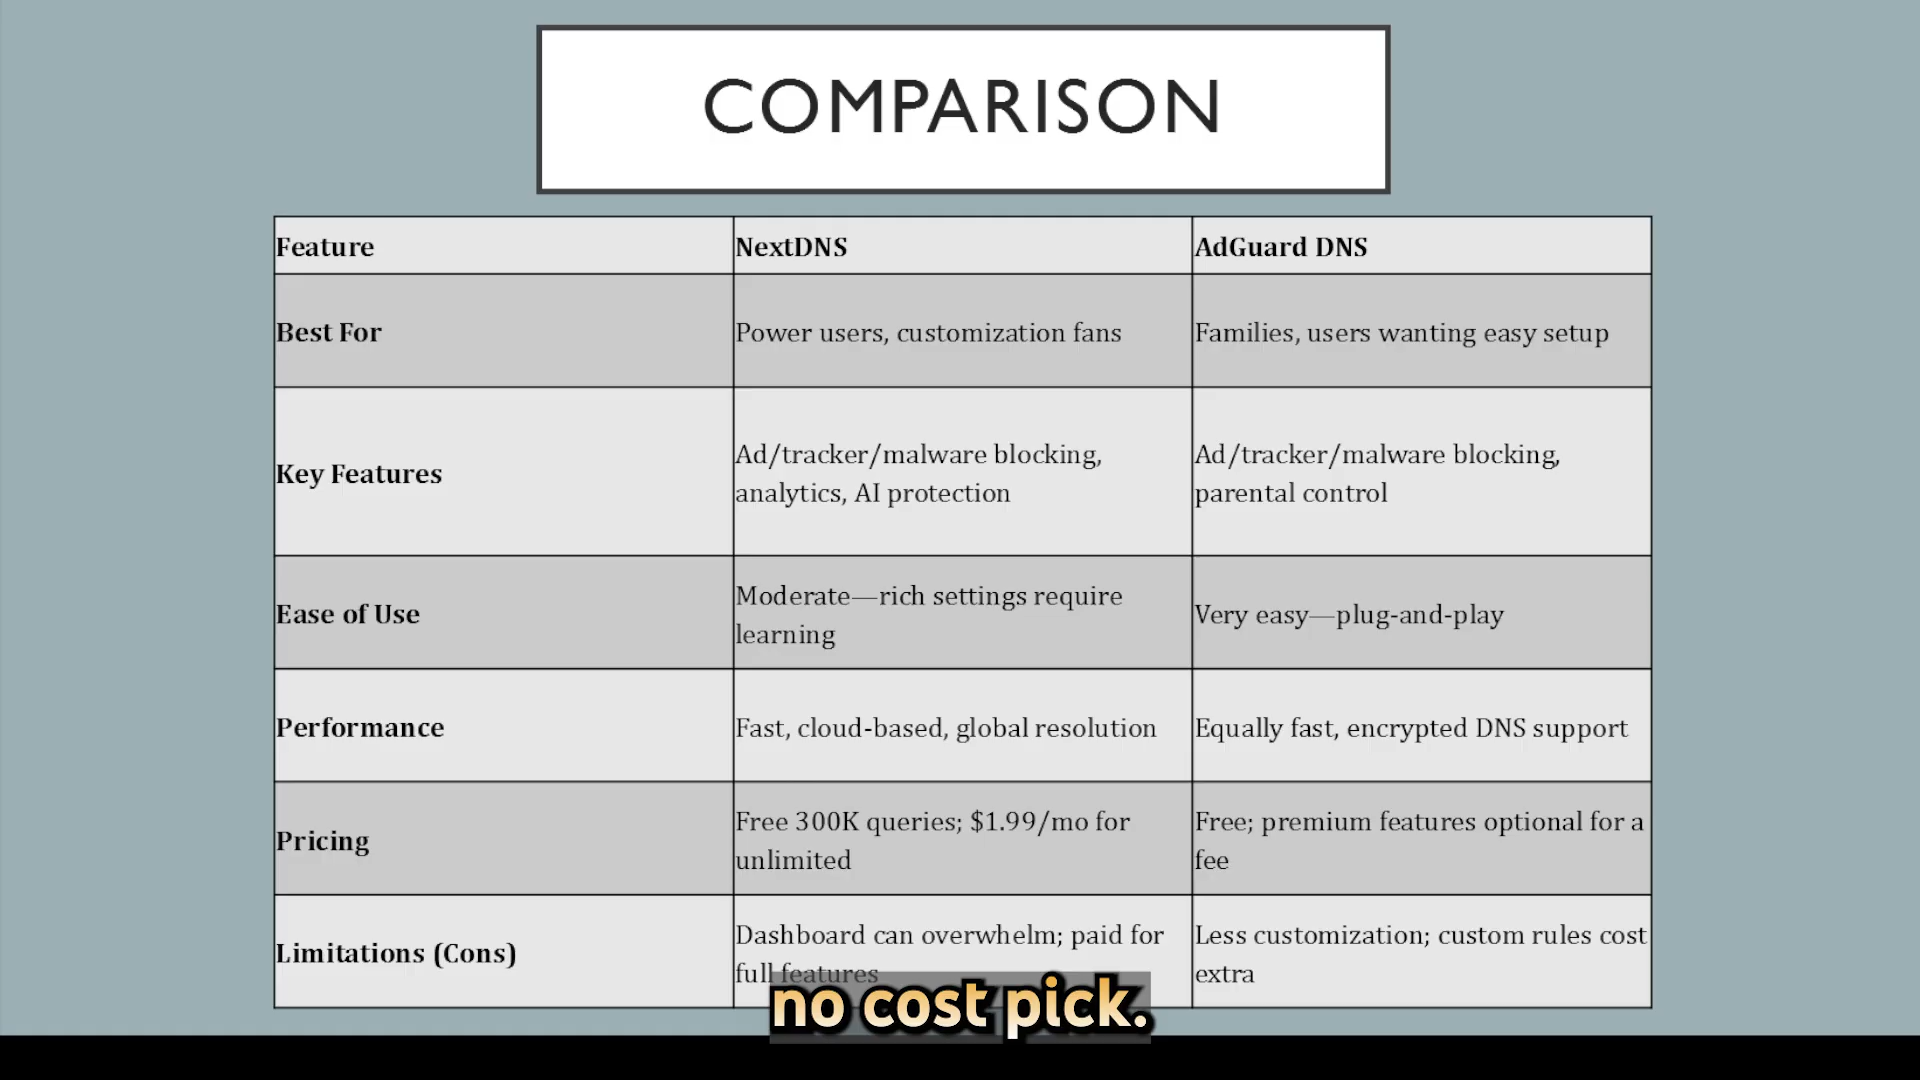 COMPARISON
Feature
NextDNS
AdGuard DNS
Best For
Power users, customization fans
Families, users wanting easy setup
Key Features
Ad/tracker/malware blocking,
analytics, AI protection
Ad/tracker/malware blocking,
parental control
Ease of Use
Moderate—rich settings require
learning
Very easy—plug-and-play
Performance
Fast, cloud-based, global resolution
Equally fast, encrypted DNS support
Pricing
Free 300K queries; $1.99/mo for
unlimited
Free; premium features optional for a
fee
Limitations (Cons)
Dashboard can overwhelm; paid for
full features
Less customization; custom rules cost
extra
no cost pick.